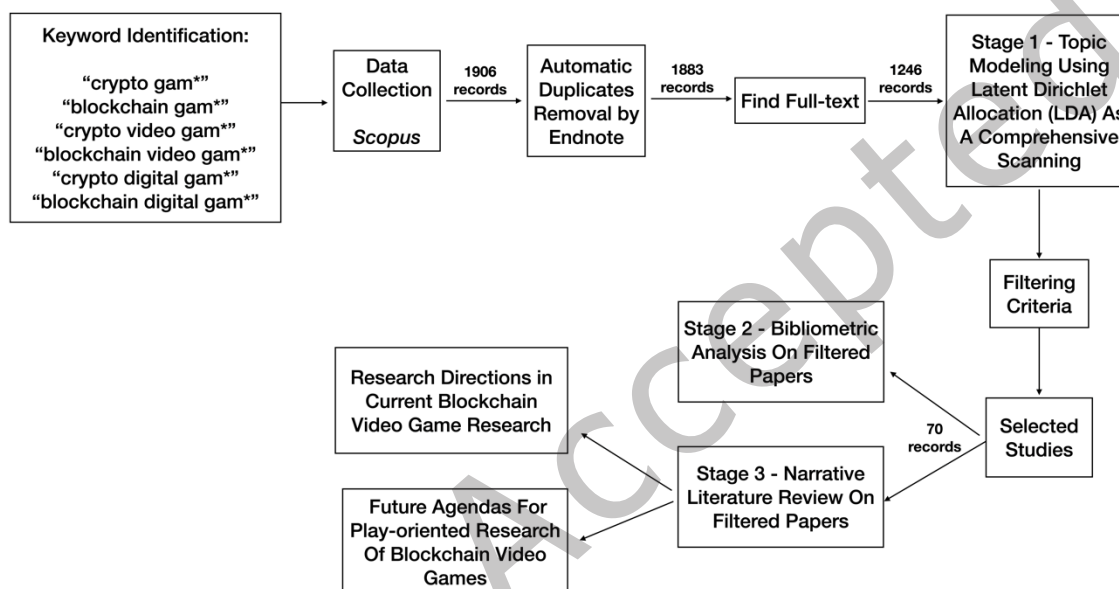 Keyword Identification:
“crypto gam*”
“blockchain gam*”
“crypto video gam*”
“blockchain video gam*”
“crypto digital gam*”
“blockchain digital gam*”
Data
Collection
Scopus
1906
records
Automatic
Duplicates
Removal by
Endnote
1883
records
Find Full-text
1246
records
Stage 1 - Topic
Modeling Using
Latent Dirichlet
Allocation (LDA) As
A Comprehensive
Scanning
Filtering
Criteria
Selected
Studies
70
records
Stage 2 - Bibliometric
Analysis On Filtered
Papers
Stage 3 - Narrative
Literature Review On
Filtered Papers
Research Directions in
Current Blockchain
Video Game Research
Future Agendas For
Play-oriented Research
Of Blockchain Video
Games
Accepted